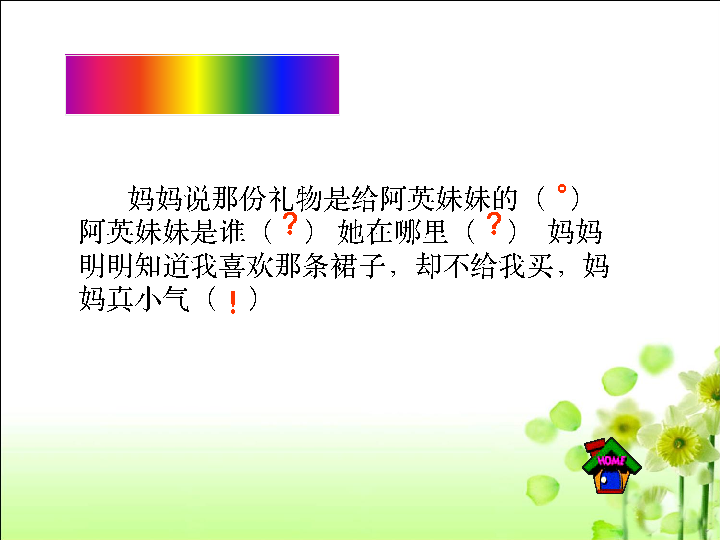 妈妈说那份礼物是给阿英妹妹的（。）
阿英妹妹是谁（？） 她在哪里（？） 妈妈
明明知道我喜欢那条裙子，却不给我买，妈
妈真小气（！）
HOME